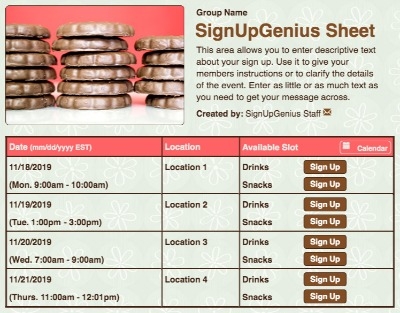 Group Name
SignUpGenius Sheet
This area allows you to enter descriptive text
about your sign up. Use it to give your
members instructions or to clarify the details
of the event. Enter as little or as much text as
you need to get your message across.
Created by: SignUpGenius Staff
Date (mm/dd/yyyy EST) Location Available Slot Calendar
11/18/2019 Location 1 Drinks Sign Up
(Mon. 9:00am - 10:00am) Snacks Sign Up
11/19/2019 Location 2 Drinks Sign Up
(Tue. 1:00pm - 3:00pm) Snacks Sign Up
11/20/2019 Location 3 Drinks Sign Up
(Wed. 7:00am - 9:00am) Snacks Sign Up
11/21/2019 Location 4 Drinks Sign Up
(Thurs. 11:00am - 12:01pm) Snacks Sign Up